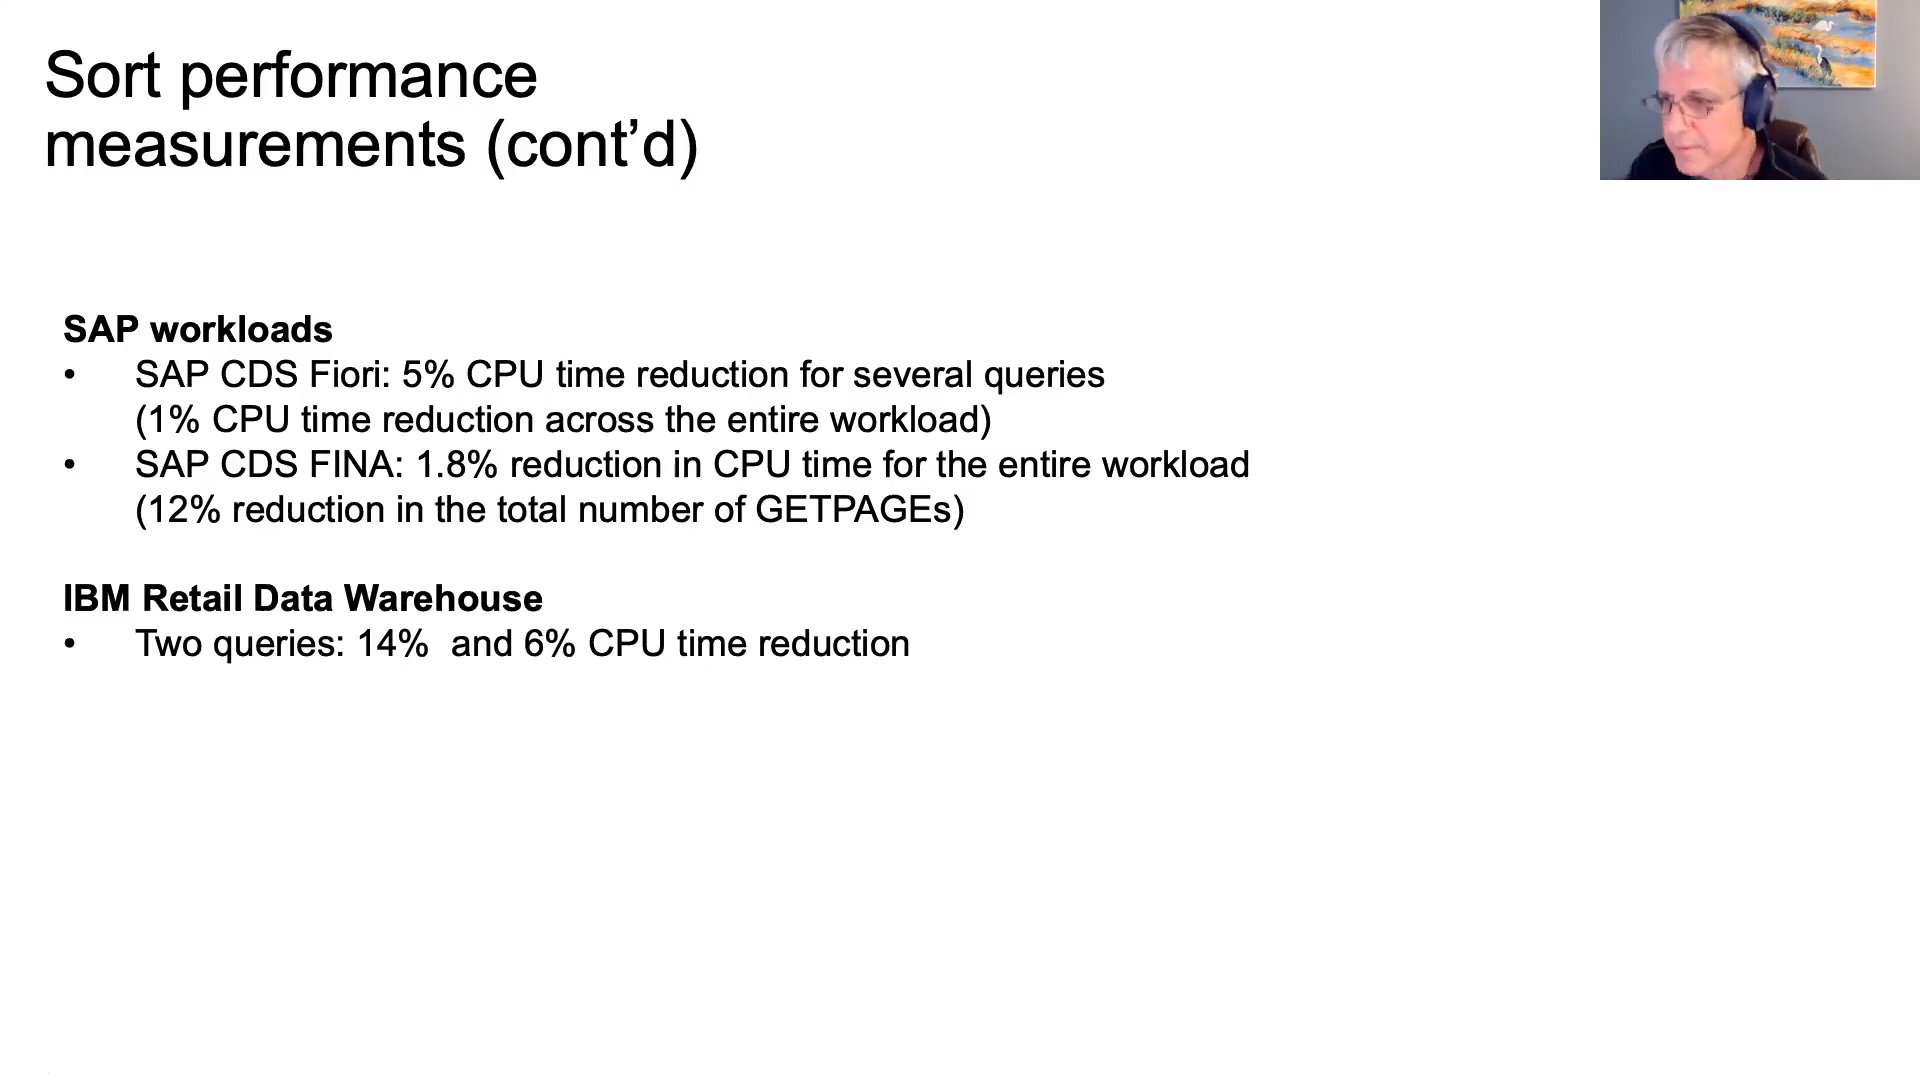 Sort performance
measurements (cont’d)
SAP workloads
• SAP CDS Fiori: 5% CPU time reduction for several queries
(1% CPU time reduction across the entire workload)
• SAP CDS FINA: 1.8% reduction in CPU time for the entire workload
(12% reduction in the total number of GETPAGEs)
IBM Retail Data Warehouse
• Two queries: 14%  and 6% CPU time reduction